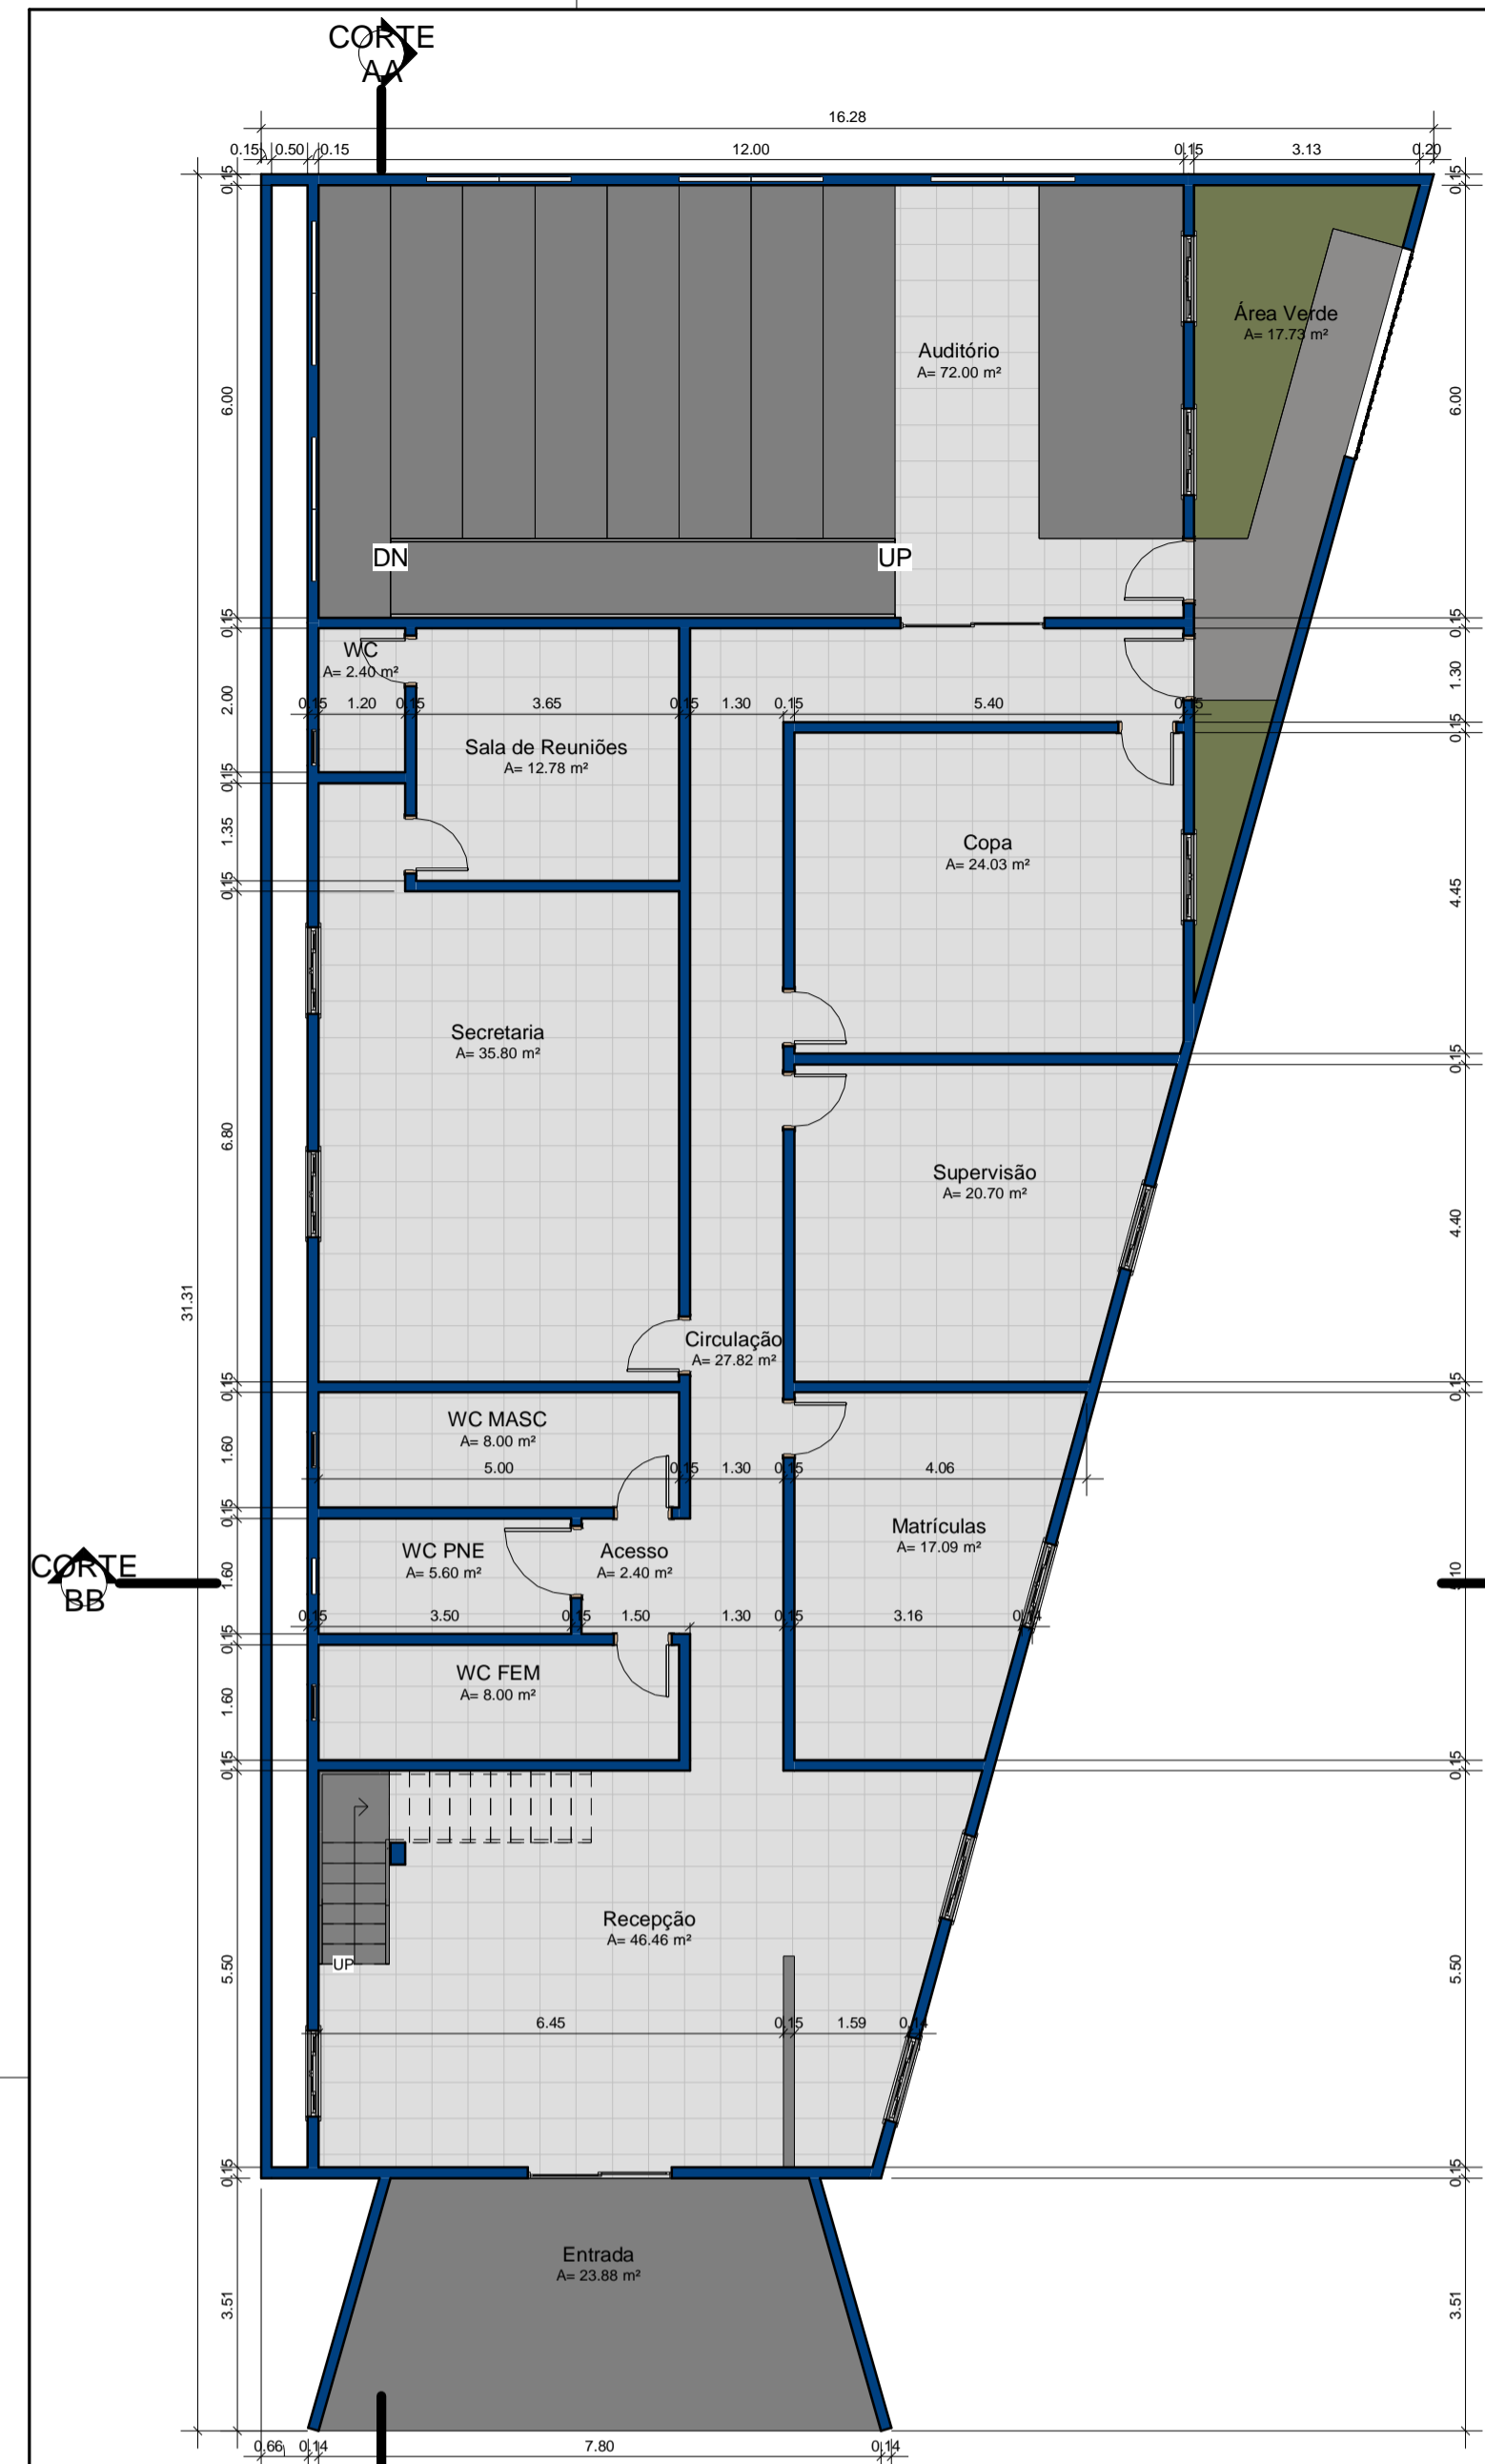 CORTE
AA
16.28
0.15
0.50
0.15
12.00
0.15
3.13
0.20
0.15
0.15
Área Verde
A= 17.73 m²
Auditório
A= 72.00 m²
6.00
6.00
DN
UP
0.15
0.15
WC
A= 2.40 m²
2.00
1.30
0.15
1.20
0.15
3.65
0.15
1.30
0.15
5.40
0.15
0.15
Sala de Reuniões
A= 12.78 m²
0.15
1.35
Copa
A= 24.03 m²
0.15
4.45
Secretaria
A= 35.80 m²
0.15
6.80
Supervisão
A= 20.70 m²
4.40
31.31
Circulação
A= 27.82 m²
0.15
0.15
WC MASC
A= 8.00 m²
1.60
5.00
0.15
1.30
0.15
4.06
0.15
Matrículas
A= 17.09 m²
CORTE
BB
WC PNE
A= 5.60 m²
Acesso
A= 2.40 m²
1.60
0.15
3.50
0.15
1.50
1.30
0.15
3.16
0.14
0.15
WC FEM
A= 8.00 m²
1.60
0.15
0.15
Recepção
A= 46.46 m²
UP
5.50
5.50
6.45
0.15
1.59
0.14
0.15
0.15
Entrada
A= 23.88 m²
3.51
3.51
0.66
0.14
7.80
0.14